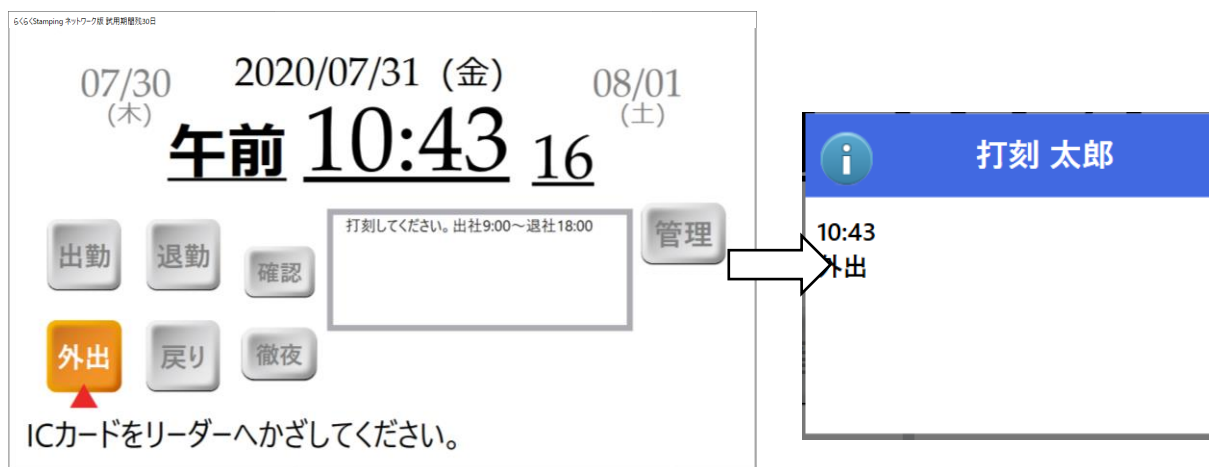 らくらくStamping ネットワーク版 試用期間残30日
07/30
(木)
2020/07/31 (金)
08/01
(土)
午前 10:43 16
打刻してください。出社9:00～退社18:00
出勤
退勤
確認
管理
外出
戻り
徹夜
ICカードをリーダーへかざしてください。
i
打刻 太郎
10:43
外出